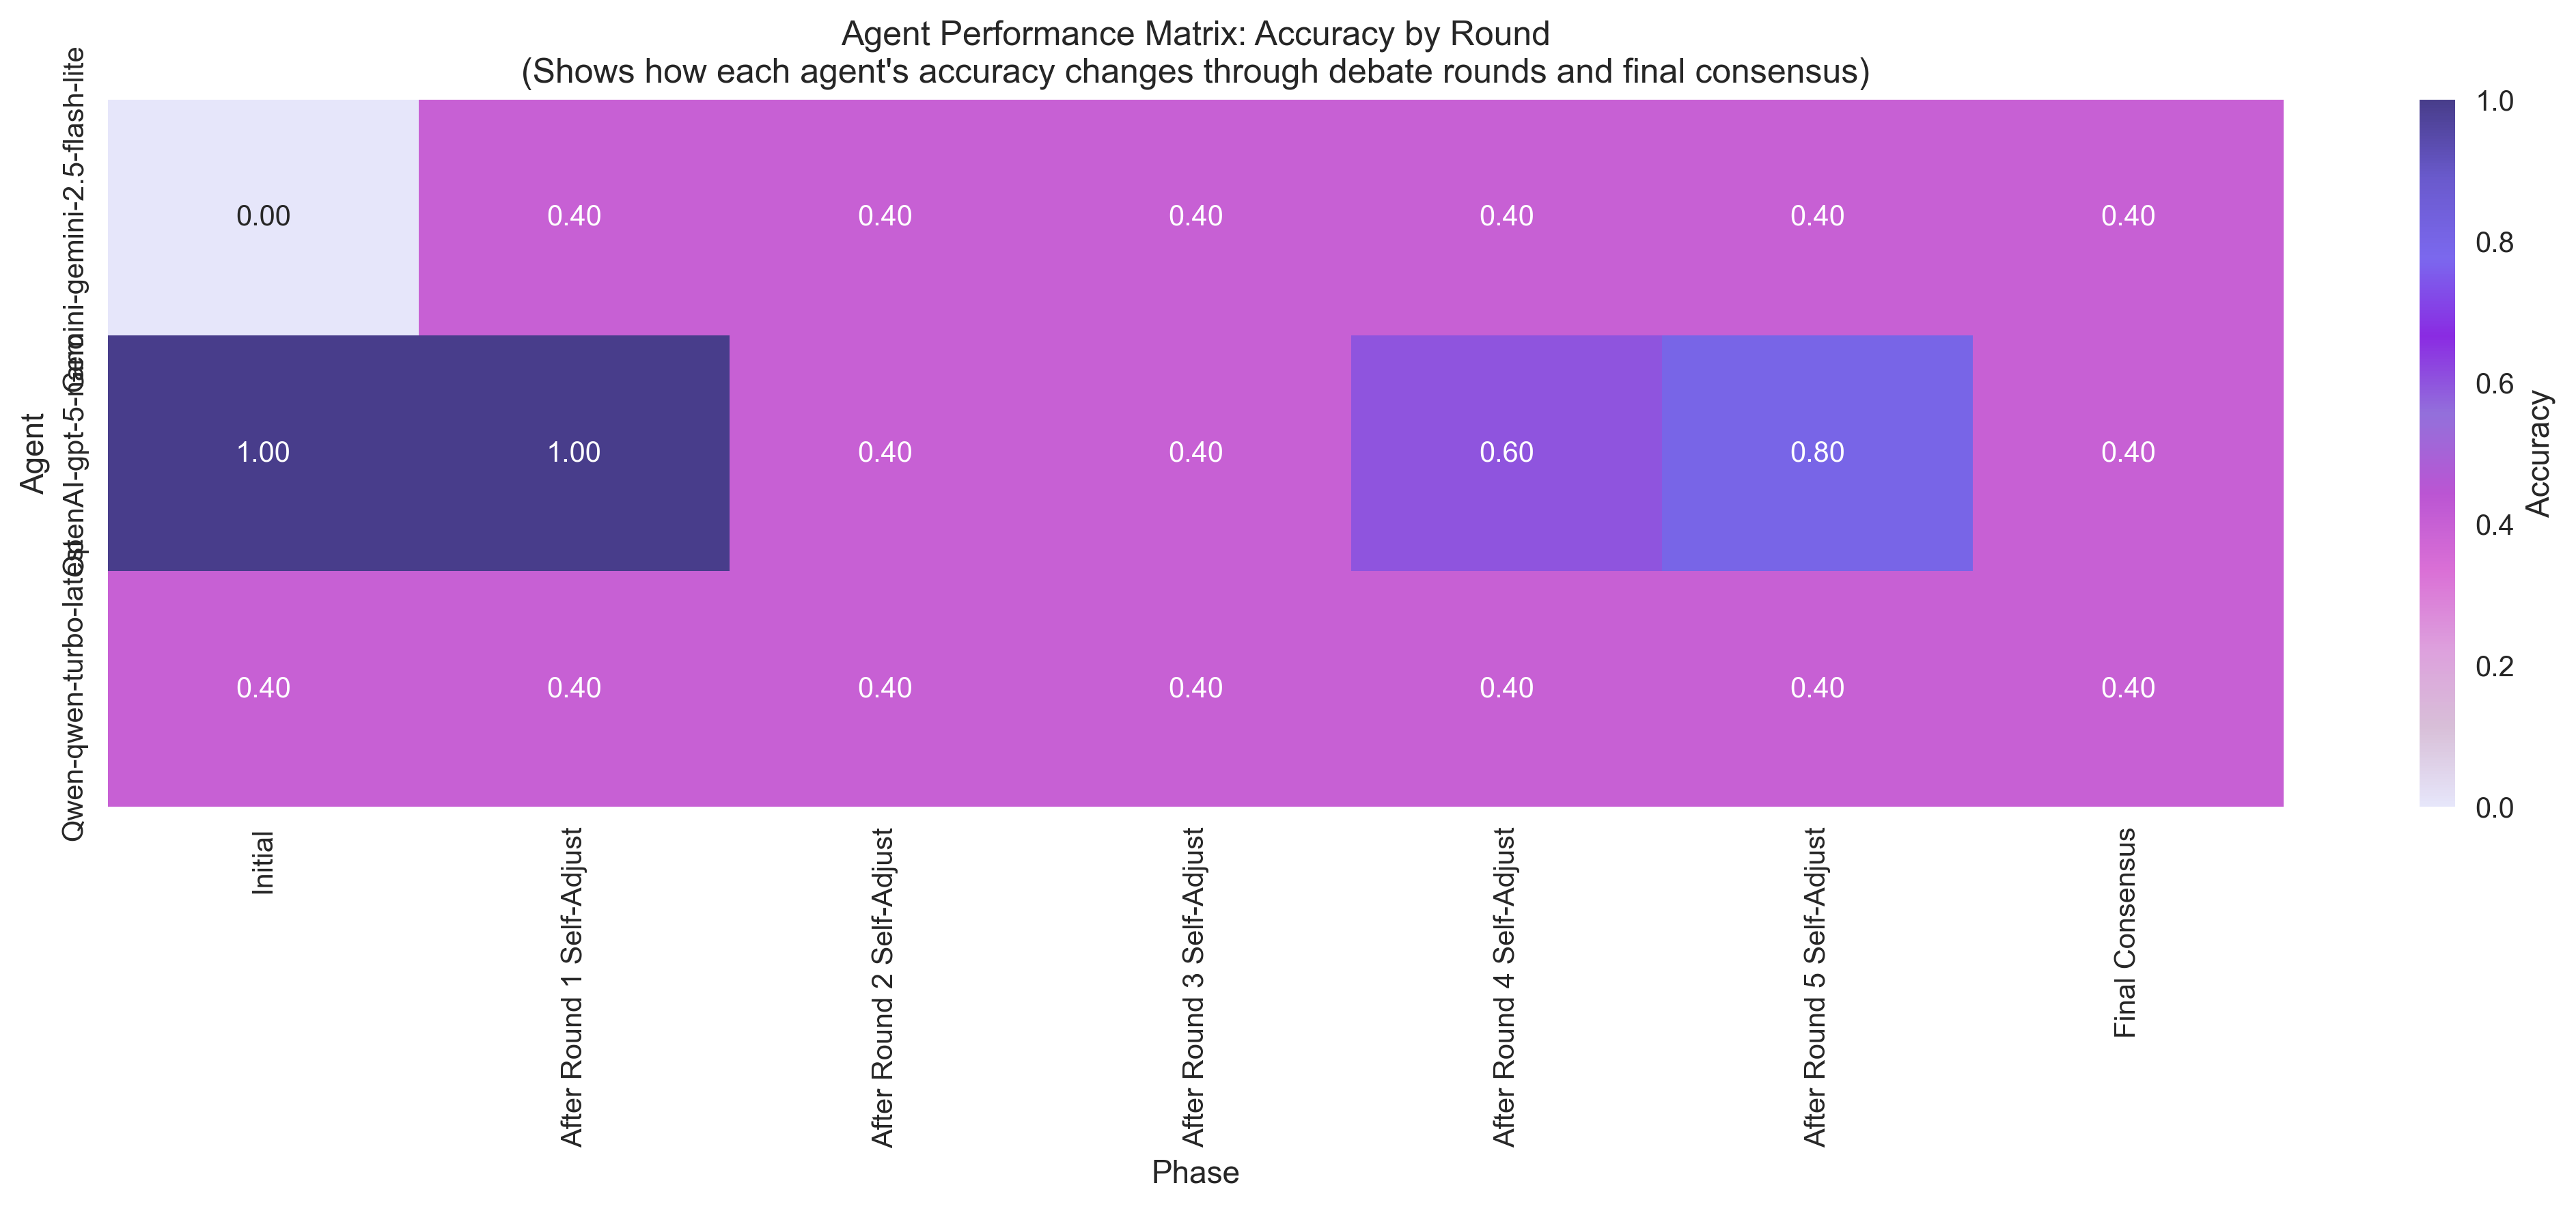 Agent Performance Matrix: Accuracy by Round
(Shows how each agent's accuracy changes through debate rounds and final consensus)
Agent
Gemini-gemini-2.5-flash-lite
OpenAI-gpt-5-nano
Qwen-qwen-turbo-latest
0.00 0.40 0.40 0.40 0.40 0.40 0.40
1.00 1.00 0.40 0.40 0.60 0.80 0.40
0.40 0.40 0.40 0.40 0.40 0.40 0.40
Initial
After Round 1 Self-Adjust
After Round 2 Self-Adjust
After Round 3 Self-Adjust
After Round 4 Self-Adjust
After Round 5 Self-Adjust
Final Consensus
Phase
1.0
0.8
0.6
0.4
0.2
0.0
Accuracy